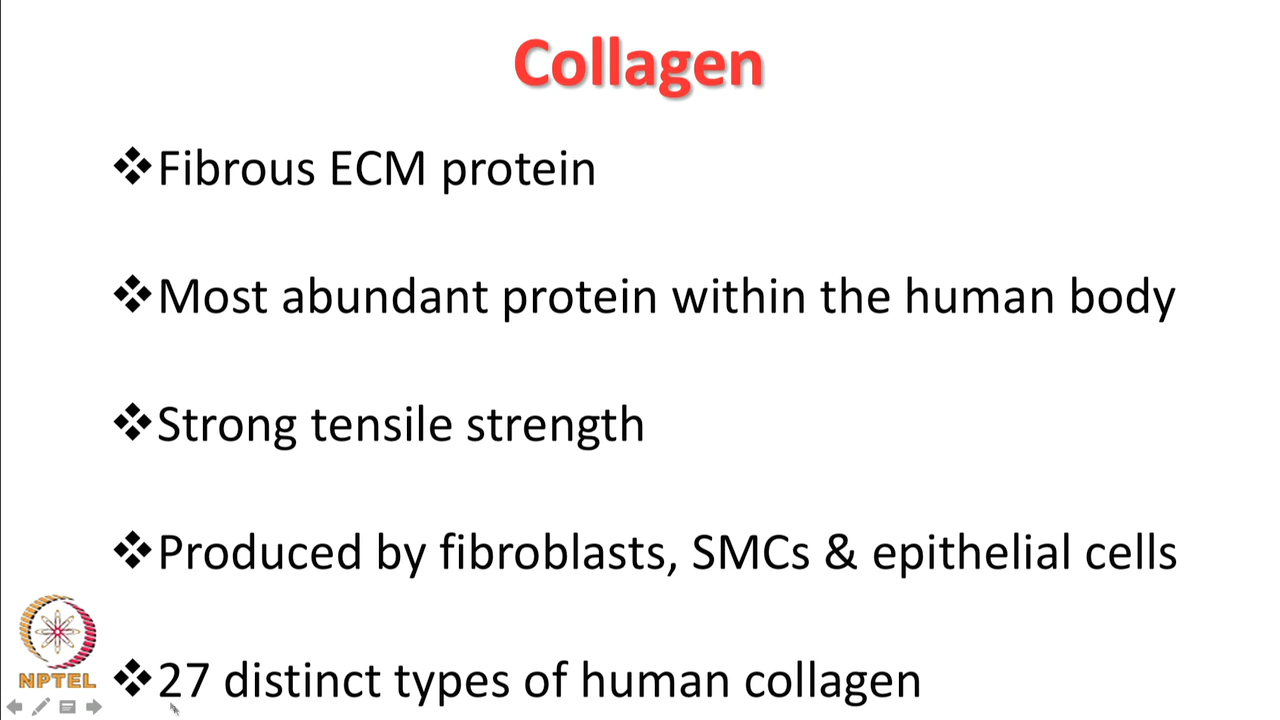 Collagen
❖Fibrous ECM protein
❖Most abundant protein within the human body
❖Strong tensile strength
❖Produced by fibroblasts, SMCs & epithelial cells
❖27 distinct types of human collagen
NPTEL